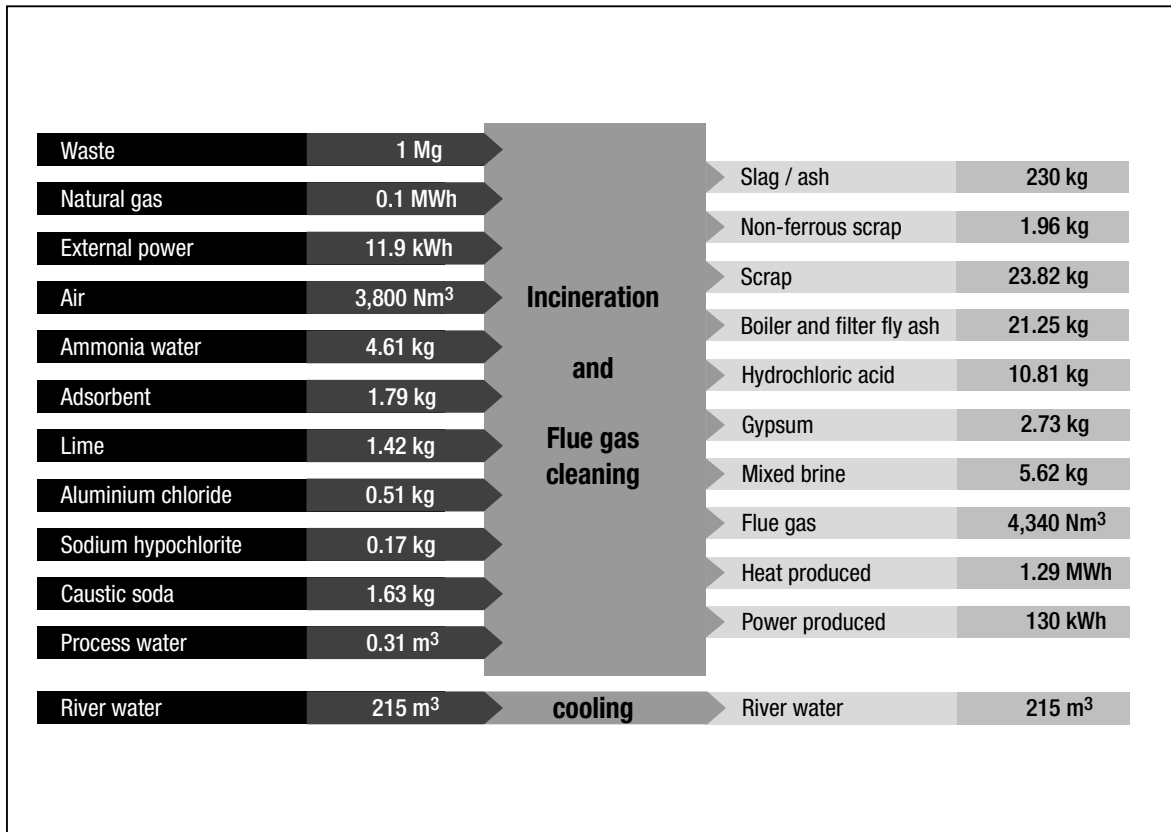 Waste 1 Mg
Natural gas 0.1 MWh
External power 11.9 kWh
Air 3,800 Nm³
Ammonia water 4.61 kg
Adsorbent 1.79 kg
Lime 1.42 kg
Aluminium chloride 0.51 kg
Sodium hypochlorite 0.17 kg
Caustic soda 1.63 kg
Process water 0.31 m³
Incineration
and
Flue gas
cleaning
Slag / ash 230 kg
Non-ferrous scrap 1.96 kg
Scrap 23.82 kg
Boiler and filter fly ash 21.25 kg
Hydrochloric acid 10.81 kg
Gypsum 2.73 kg
Mixed brine 5.62 kg
Flue gas 4,340 Nm³
Heat produced 1.29 MWh
Power produced 130 kWh
River water 215 m³ cooling River water 215 m³